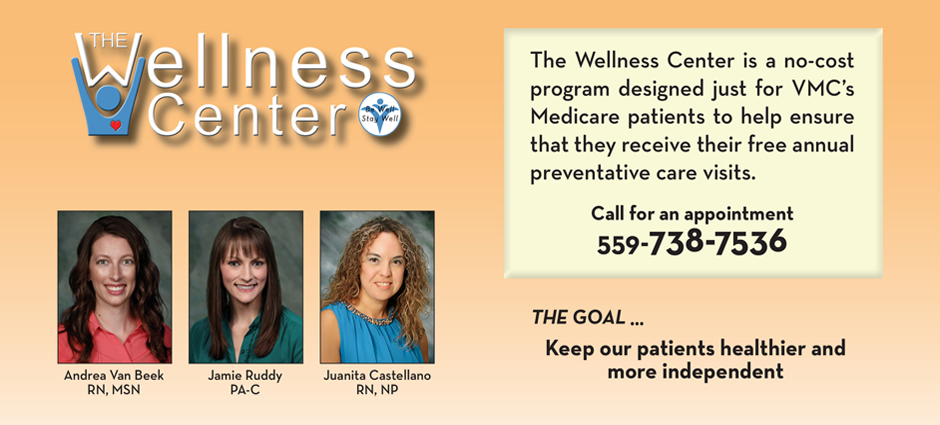 THE
Wellness
Center
Be Well
Stay Well
The Wellness Center is a no-cost
program designed just for VMC's
Medicare patients to help ensure
that they receive their free annual
preventative care visits.
Call for an appointment
559-738-7536
THE GOAL ...
Keep our patients healthier and
more independent
Andrea Van Beek
RN, MSN
Jamie Ruddy
PA-C
Juanita Castellano
RN, NP